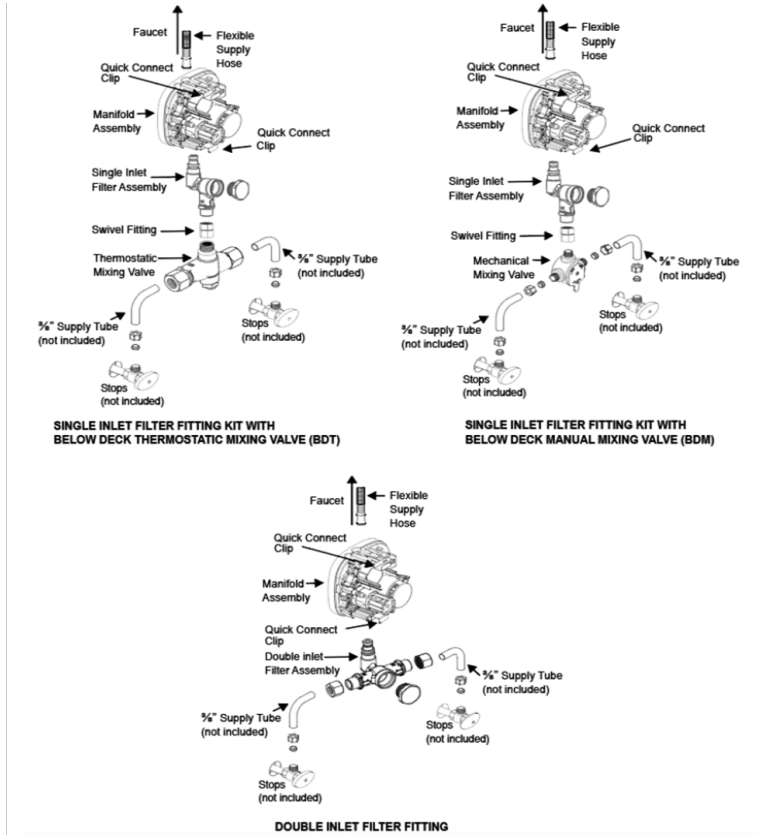 Faucet
Flexible
Supply
Hose
Quick Connect
Clip
Manifold
Assembly
Quick Connect
Clip
Single Inlet
Filter Assembly
Swivel Fitting
Thermostatic
Mixing Valve
⅜" Supply Tube
(not included)
⅜" Supply Tube
(not included)
Stops
(not included)
Stops
(not included)
SINGLE INLET FILTER FITTING KIT WITH
BELOW DECK THERMOSTATIC MIXING VALVE (BDT)
Faucet
Flexible
Supply
Hose
Quick Connect
Clip
Manifold
Assembly
Quick Connect
Clip
Single Inlet
Filter Assembly
Swivel Fitting
Mechanical
Mixing Valve
⅜" Supply Tube
(not included)
Stops
(not included)
⅜" Supply Tube
(not included)
Stops
(not included)
SINGLE INLET FILTER FITTING KIT WITH
BELOW DECK MANUAL MIXING VALVE (BDM)
Faucet
Flexible
Supply
Hose
Quick Connect
Clip
Manifold
Assembly
Quick Connect
Clip
Double inlet
Filter Assembly
⅜" Supply Tube
(not included)
⅜" Supply Tube
(not included)
Stops
(not included)
Stops
(not included)
DOUBLE INLET FILTER FITTING